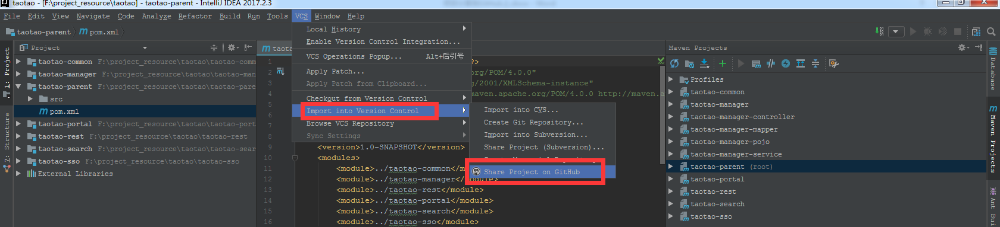 taotao - [F:\project_resource\taotao] - taotao-parent - IntelliJ IDEA 2017.2.3
File Edit View Navigate Code Analyze Refactor Build Run Tools VCS Window Help
taotao-parent pom.xml
Project
taotao-common F:\project_resource\taotao\taotao-comm
taotao-manager F:\project_resource\taotao\taotao-man
taotao-parent F:\project_resource\taotao\taotao-pare
src
pom.xml
taotao-portal F:\project_resource\taotao\taotao-port
taotao-rest F:\project_resource\taotao\taotao-rest
taotao-search F:\project_resource\taotao\taotao-sear
taotao-sso F:\project_resource\taotao\taotao-sso
External Libraries
1: Project
7: Structure
Local History
Enable Version Control Integration...
VCS Operations Popup... Alt+后引号
Apply Patch...
Apply Patch from Clipboard...
Checkout from Version Control
Import into Version Control
Browse VCS Repository
Sync Settings
Import into CVS...
Create Git Repository...
Import into Subversion...
Share Project (Subversion)...
Share Project on GitHub
taota
1 ?>
2 org/POM/4.0.0"
3 g/2001/XMLSchema-instance"
4 maven.apache.org/POM/4.0.0 http://maven.a
5
6
7
8
9 <version>1.0-SNAPSHOT</version>
10 <modules>
11 <module>../taotao-common</m
12 <module>../taotao-manager</module>
13 <module>../taotao-rest</module>
14 <module>../taotao-portal</module>
15 <module>../taotao-search</module>
16 <module>../taotao-sso</module>
Maven Projects
Profiles
taotao-common
taotao-manager
taotao-manager-controller
taotao-manager-mapper
taotao-manager-pojo
taotao-manager-service
taotao-parent (root)
taotao-portal
taotao-rest
taotao-search
taotao-sso
Database
Maven Projects
Ant Bui